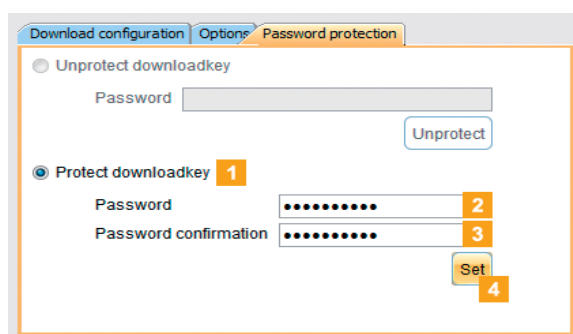 Download configuration Options Password protection
Unprotect downloadkey
Password
Unprotect
Protect downloadkey 1
Password •••••••••• 2
Password confirmation •••••••••• 3
Set
4